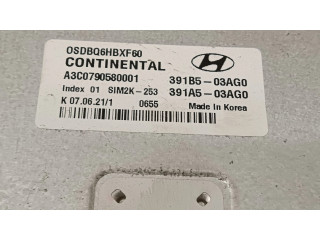 OSDBQ6HBXF60
CONTINENTAL
A3C0790580001 391B5-03AG0
Index 01 SIM2K-253 391A5-03AG0
K 07.06.21/1 0655 Made In Korea